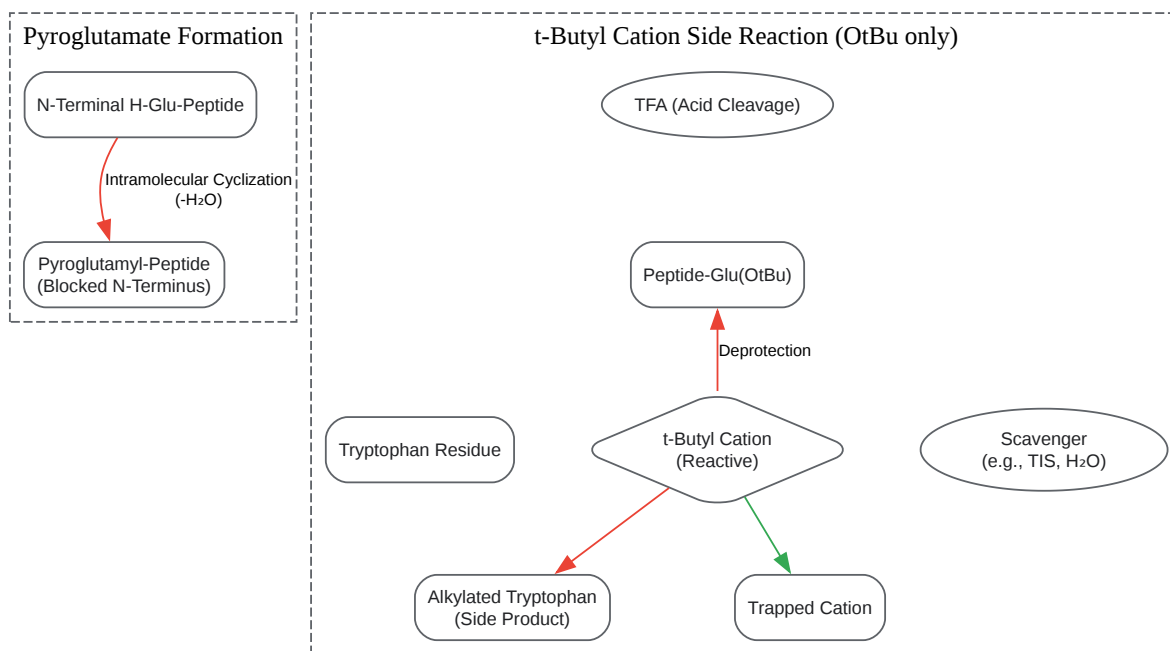 Pyroglutamate Formation
N-Terminal H-Glu-Peptide
Intramolecular Cyclization
(-H₂O)
Pyroglutamyl-Peptide
(Blocked N-Terminus)
t-Butyl Cation Side Reaction (OtBu only)
TFA (Acid Cleavage)
Peptide-Glu(OtBu)
Deprotection
Tryptophan Residue
t-Butyl Cation
(Reactive)
Scavenger
(e.g., TIS, H₂O)
Alkylated Tryptophan
(Side Product)
Trapped Cation